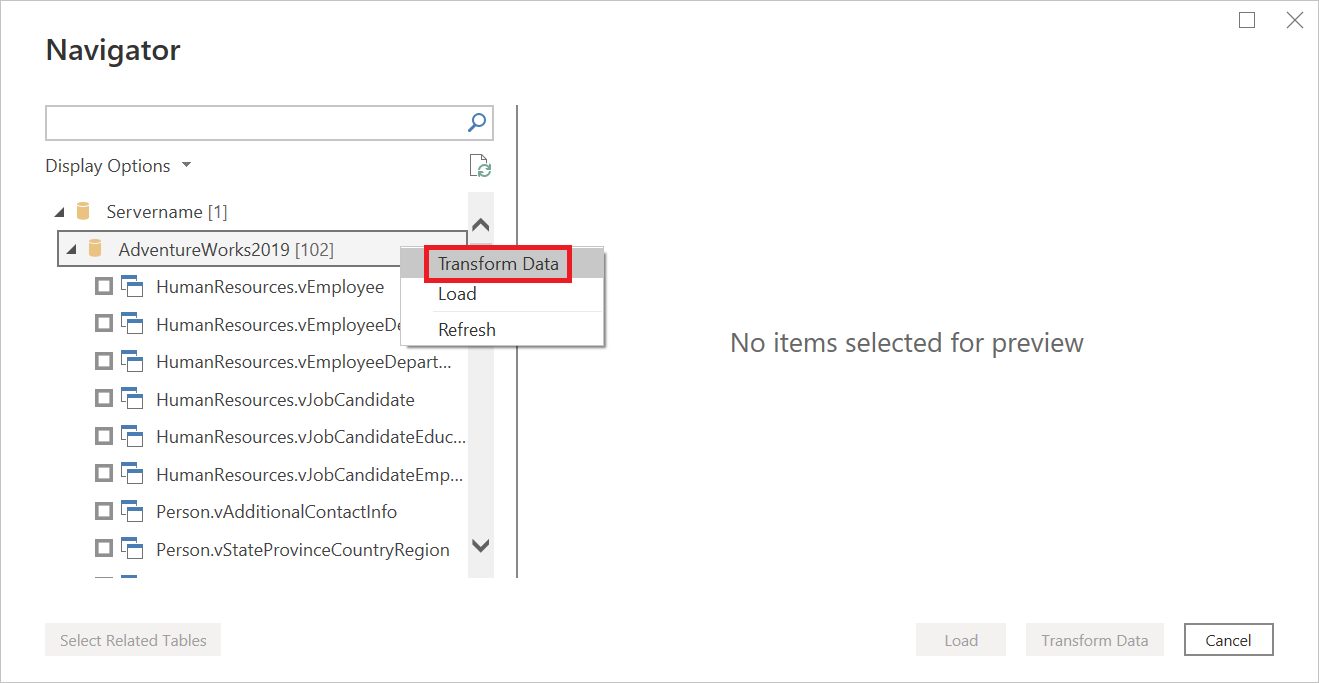 Navigator
Display Options
Servername [1]
AdventureWorks2019 [102]
Transform Data
Load
Refresh
HumanResources.vEmployee
HumanResources.vEmployeeDe
HumanResources.vEmployeeDepart...
HumanResources.vJobCandidate
HumanResources.vJobCandidateEduc...
HumanResources.vJobCandidateEmp...
Person.vAdditionalContactInfo
Person.vStateProvinceCountryRegion
No items selected for preview
Select Related Tables
Load
Transform Data
Cancel